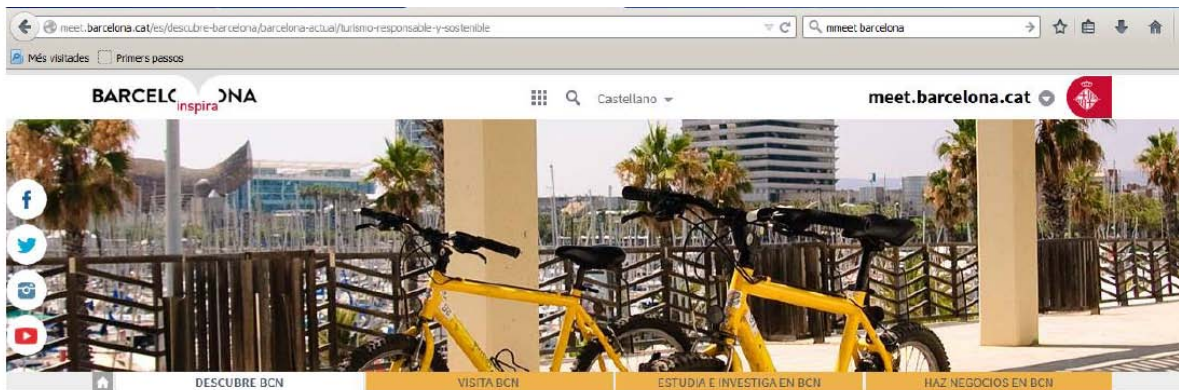 meet.barcelona.cat/es/descubre-barcelona/barcelona-actual/turismo-responsable-y-sostenible
mmeet barcelona
Més visitades Primers passos
BARCELONA
inspira
Castellano
meet.barcelona.cat
DESCUBRE BCN VISITA BCN ESTUDIA E INVESTIGA EN BCN HAZ NEGOCIOS EN BCN